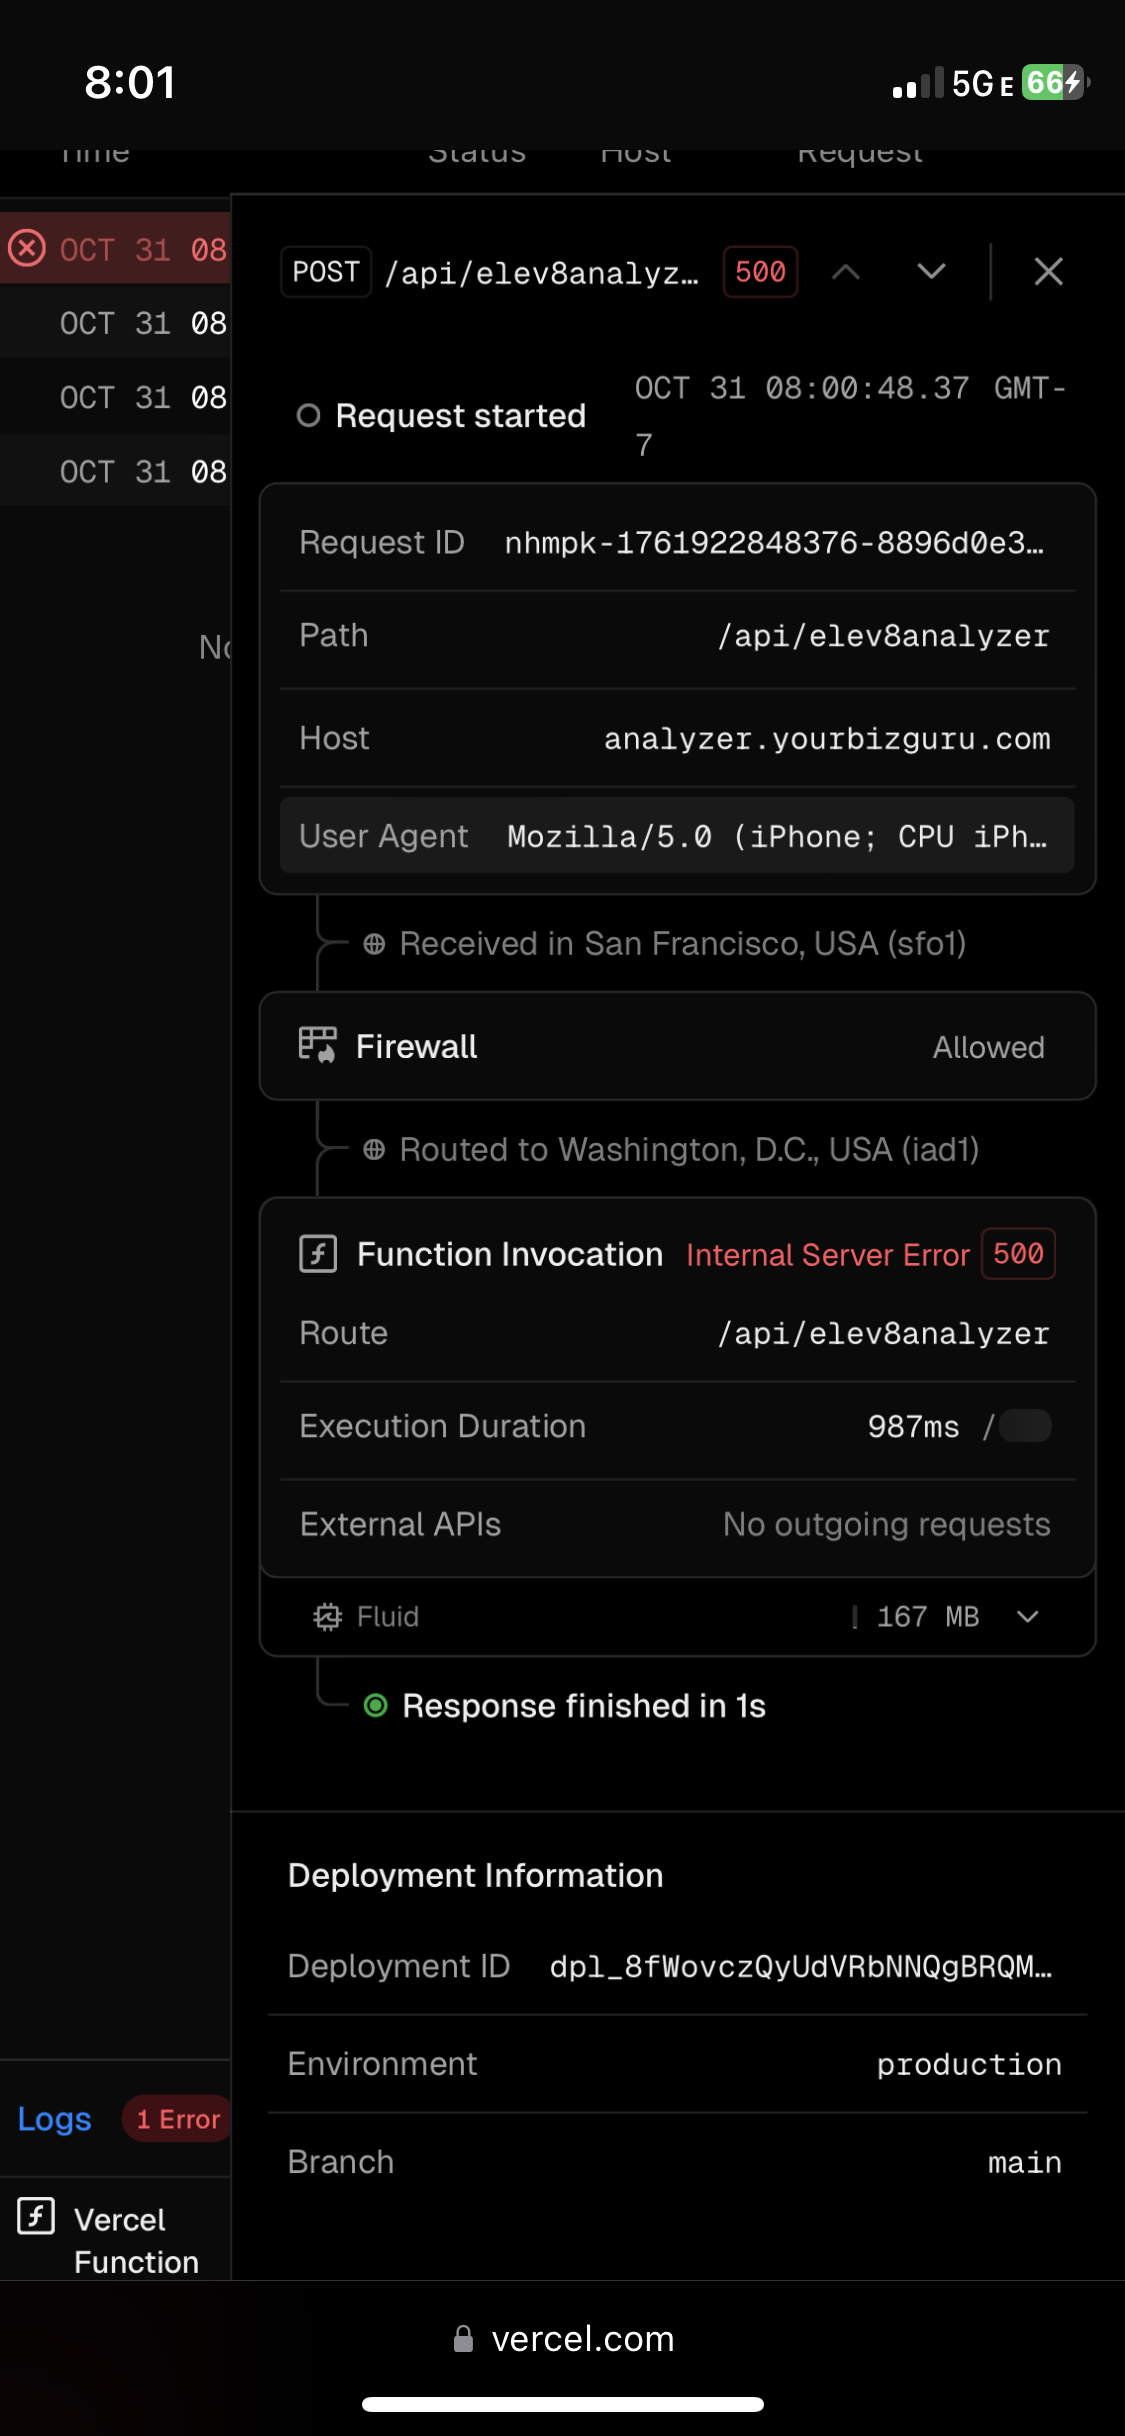 8:01
5G E 66
Time Status Host Request
OCT 31 08
OCT 31 08
OCT 31 08
OCT 31 08
No
POST /api/elev8analyz… 500
Request started
OCT 31 08:00:48.37 GMT-
7
Request ID nhmpk-1761922848376-8896d0e3…
Path /api/elev8analyzer
Host analyzer.yourbizguru.com
User Agent Mozilla/5.0 (iPhone; CPU iPh…
Received in San Francisco, USA (sfo1)
Firewall Allowed
Routed to Washington, D.C., USA (iad1)
Function Invocation Internal Server Error 500
Route /api/elev8analyzer
Execution Duration 987ms /
External APIs No outgoing requests
Fluid 167 MB
Response finished in 1s
Deployment Information
Deployment ID dpl_8fWovczQyUdVRbNNQgBRQM…
Environment production
Branch main
Logs 1 Error
Vercel
Function
vercel.com